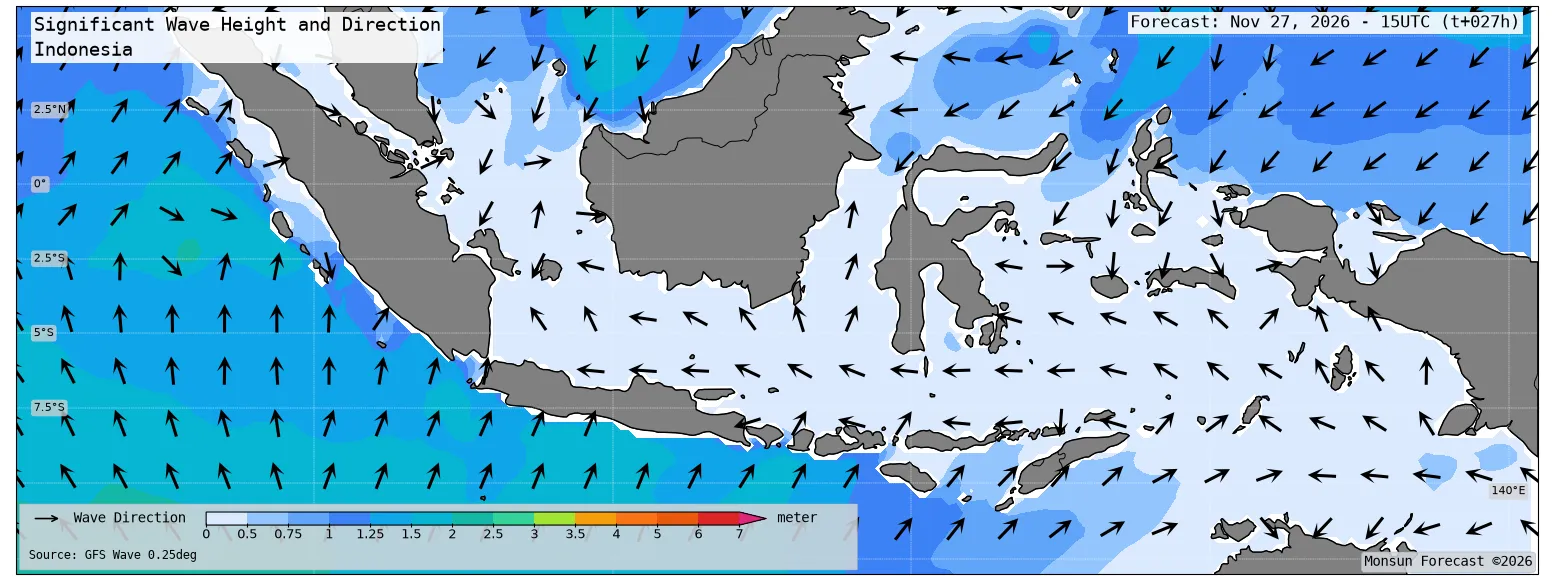 Significant Wave Height and Direction
Indonesia
Forecast: Nov 27, 2026 - 15UTC (t+027h)
2.5°N
0°
2.5°S
5°S
7.5°S
140°E
Wave Direction
0 0.5 0.75 1 1.25 1.5 2 2.5 3 3.5 4 5 6 7
meter
Source: GFS Wave 0.25deg
Monsun Forecast ©2026